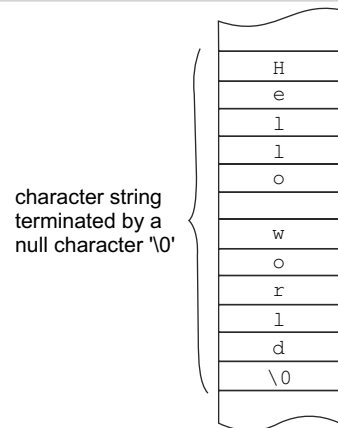 H
e
l
l
o
w
o
r
l
d
\0
character string
terminated by a
null character '\0'